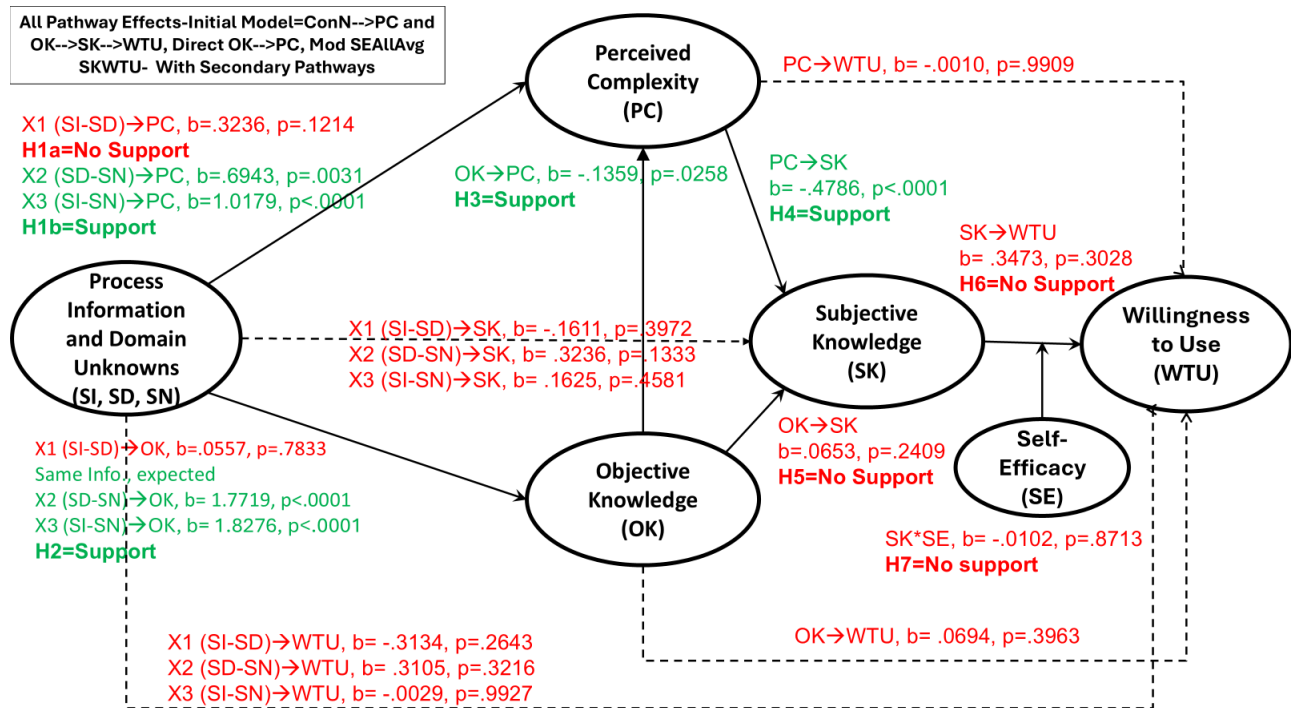 All Pathway Effects-Initial Model=ConN-->PC and
OK-->SK-->WTU, Direct OK-->PC, Mod SEAllAvg
SKWTU- With Secondary Pathways
Perceived
Complexity
(PC)
PC→WTU, b= -.0010, p=.9909
X1 (SI-SD)→PC, b=.3236, p=.1214
H1a=No Support
X2 (SD-SN)→PC, b=.6943, p=.0031
X3 (SI-SN)→PC, b=1.0179, p<.0001
H1b=Support
OK→PC, b= -.1359, p=.0258
H3=Support
PC→SK
b= -.4786, p<.0001
H4=Support
SK→WTU
b= .3473, p=.3028
H6=No Support
Process
Information
and Domain
Unknowns
(SI, SD, SN)
X1 (SI-SD)→SK, b= -.1611, p=.3972
X2 (SD-SN)→SK, b= .3236, p=.1333
X3 (SI-SN)→SK, b= .1625, p=.4581
Subjective
Knowledge
(SK)
Willingness
to Use
(WTU)
X1 (SI-SD)→OK, b=.0557, p=.7833
Same Info., expected
X2 (SD-SN)→OK, b= 1.7719, p<.0001
X3 (SI-SN)→OK, b= 1.8276, p<.0001
H2=Support
Objective
Knowledge
(OK)
OK→SK
b=.0653, p=.2409
H5=No Support
Self-
Efficacy
(SE)
SK*SE, b= -.0102, p=.8713
H7=No support
OK→WTU, b= .0694, p=.3963
X1 (SI-SD)→WTU, b= -.3134, p=.2643
X2 (SD-SN)→WTU, b= .3105, p=.3216
X3 (SI-SN)→WTU, b= -.0029, p=.9927